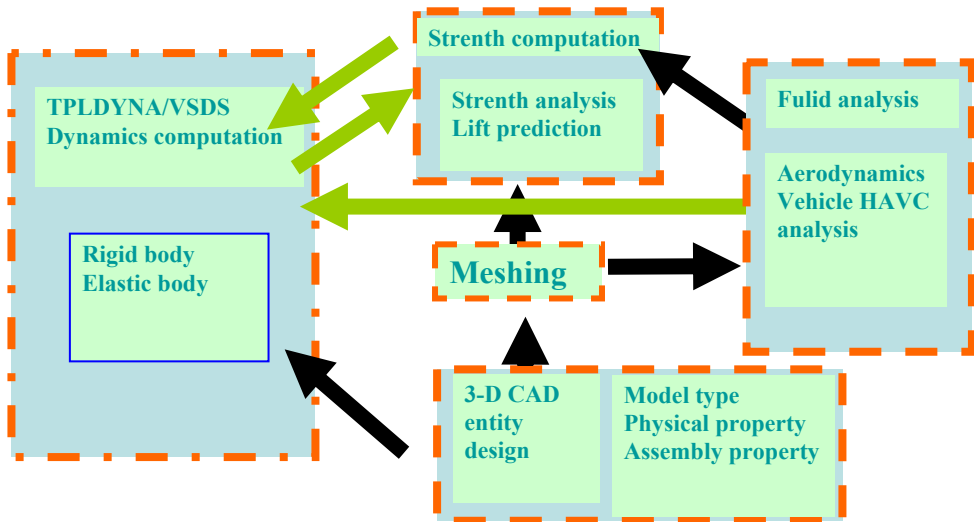 Strenth computation
TPLDYNA/VSDS
Dynamics computation
Strenth analysis
Lift prediction
Fulid analysis
Aerodynamics
Vehicle HAVC
analysis
Rigid body
Elastic body
Meshing
3-D CAD
entity
design
Model type
Physical property
Assembly property